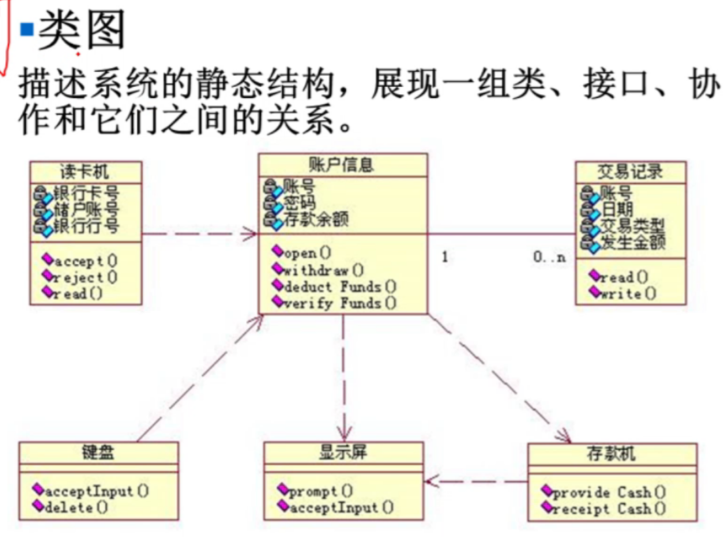 类图
描述系统的静态结构，展现一组类、接口、协
作和它们之间的关系。
读卡机
银行卡号
储户账号
银行行号
accept()
reject()
read()
账户信息
账号
密码
存款余额
open()
withdraw()
deduct Funds()
verify Funds()
1
0..n
交易记录
账号
日期
交易类型
发生金额
read()
write()
键盘
acceptInput()
delete()
显示屏
prompt()
acceptInput()
存款机
provide Cash()
receipt Cash()